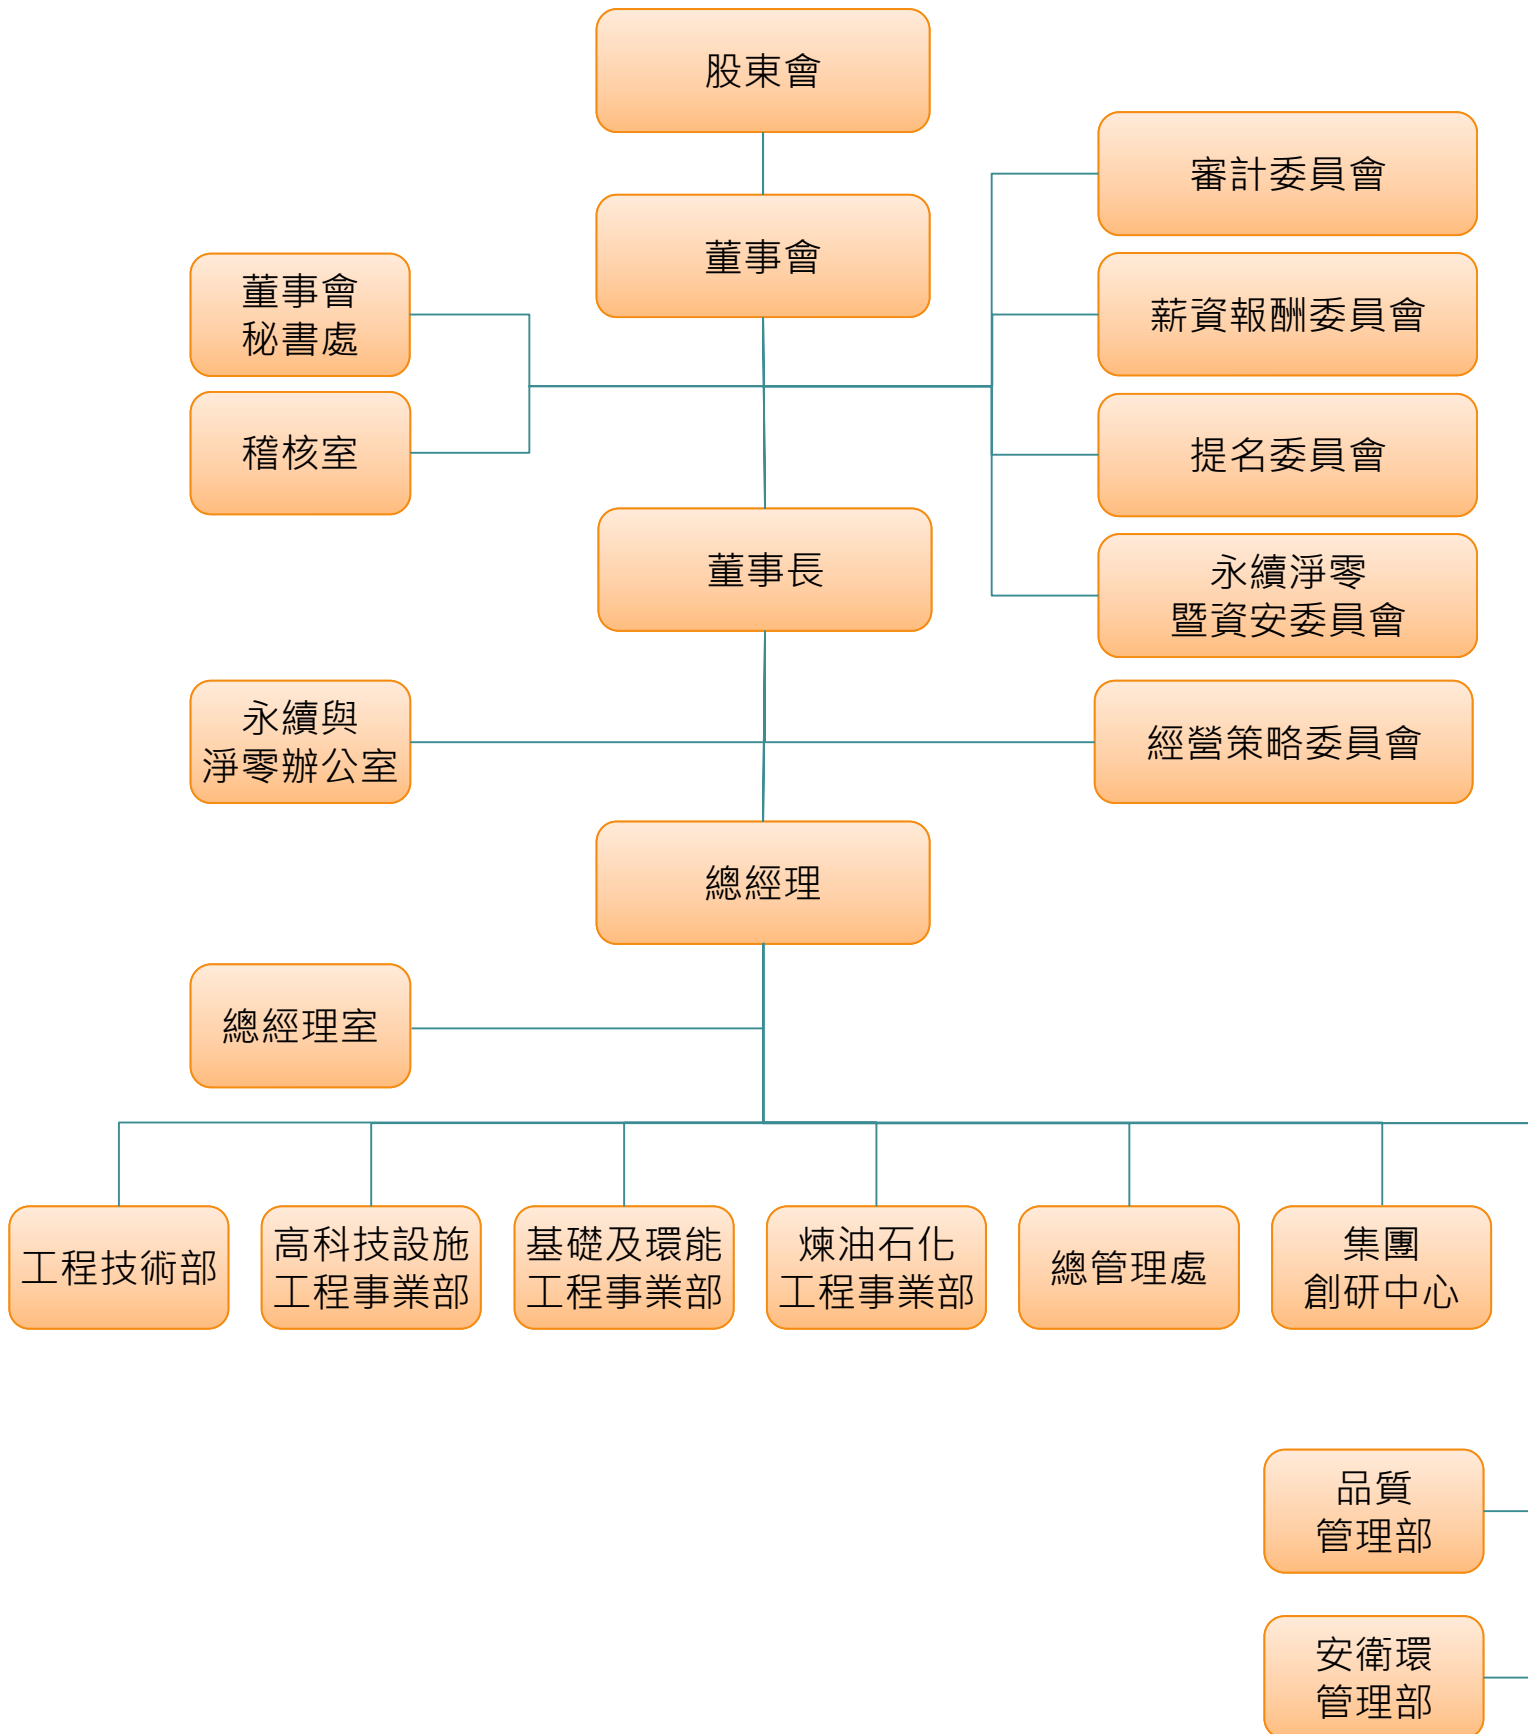 股東會
審計委員會
董事會
董事會
秘書處
薪資報酬委員會
稽核室
提名委員會
董事長
永續淨零
暨資安委員會
永續與
淨零辦公室
經營策略委員會
總經理
總經理室
工程技術部
高科技設施
工程事業部
基礎及環能
工程事業部
煉油石化
工程事業部
總管理處
集團
創研中心
品質
管理部
安衛環
管理部